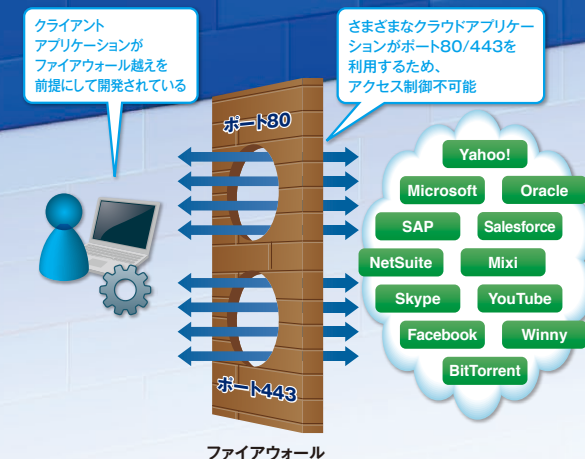 クライアント
アプリケーションが
ファイアウォール越えを
前提にして開発されている
さまざまなクラウドアプリケー
ションがポート80/443を
利用するため、
アクセス制御不可能
ポート80
ポート443
ファイアウォール
Yahoo!
Microsoft Oracle
SAP Salesforce
NetSuite Mixi
Skype YouTube
Facebook Winny
BitTorrent